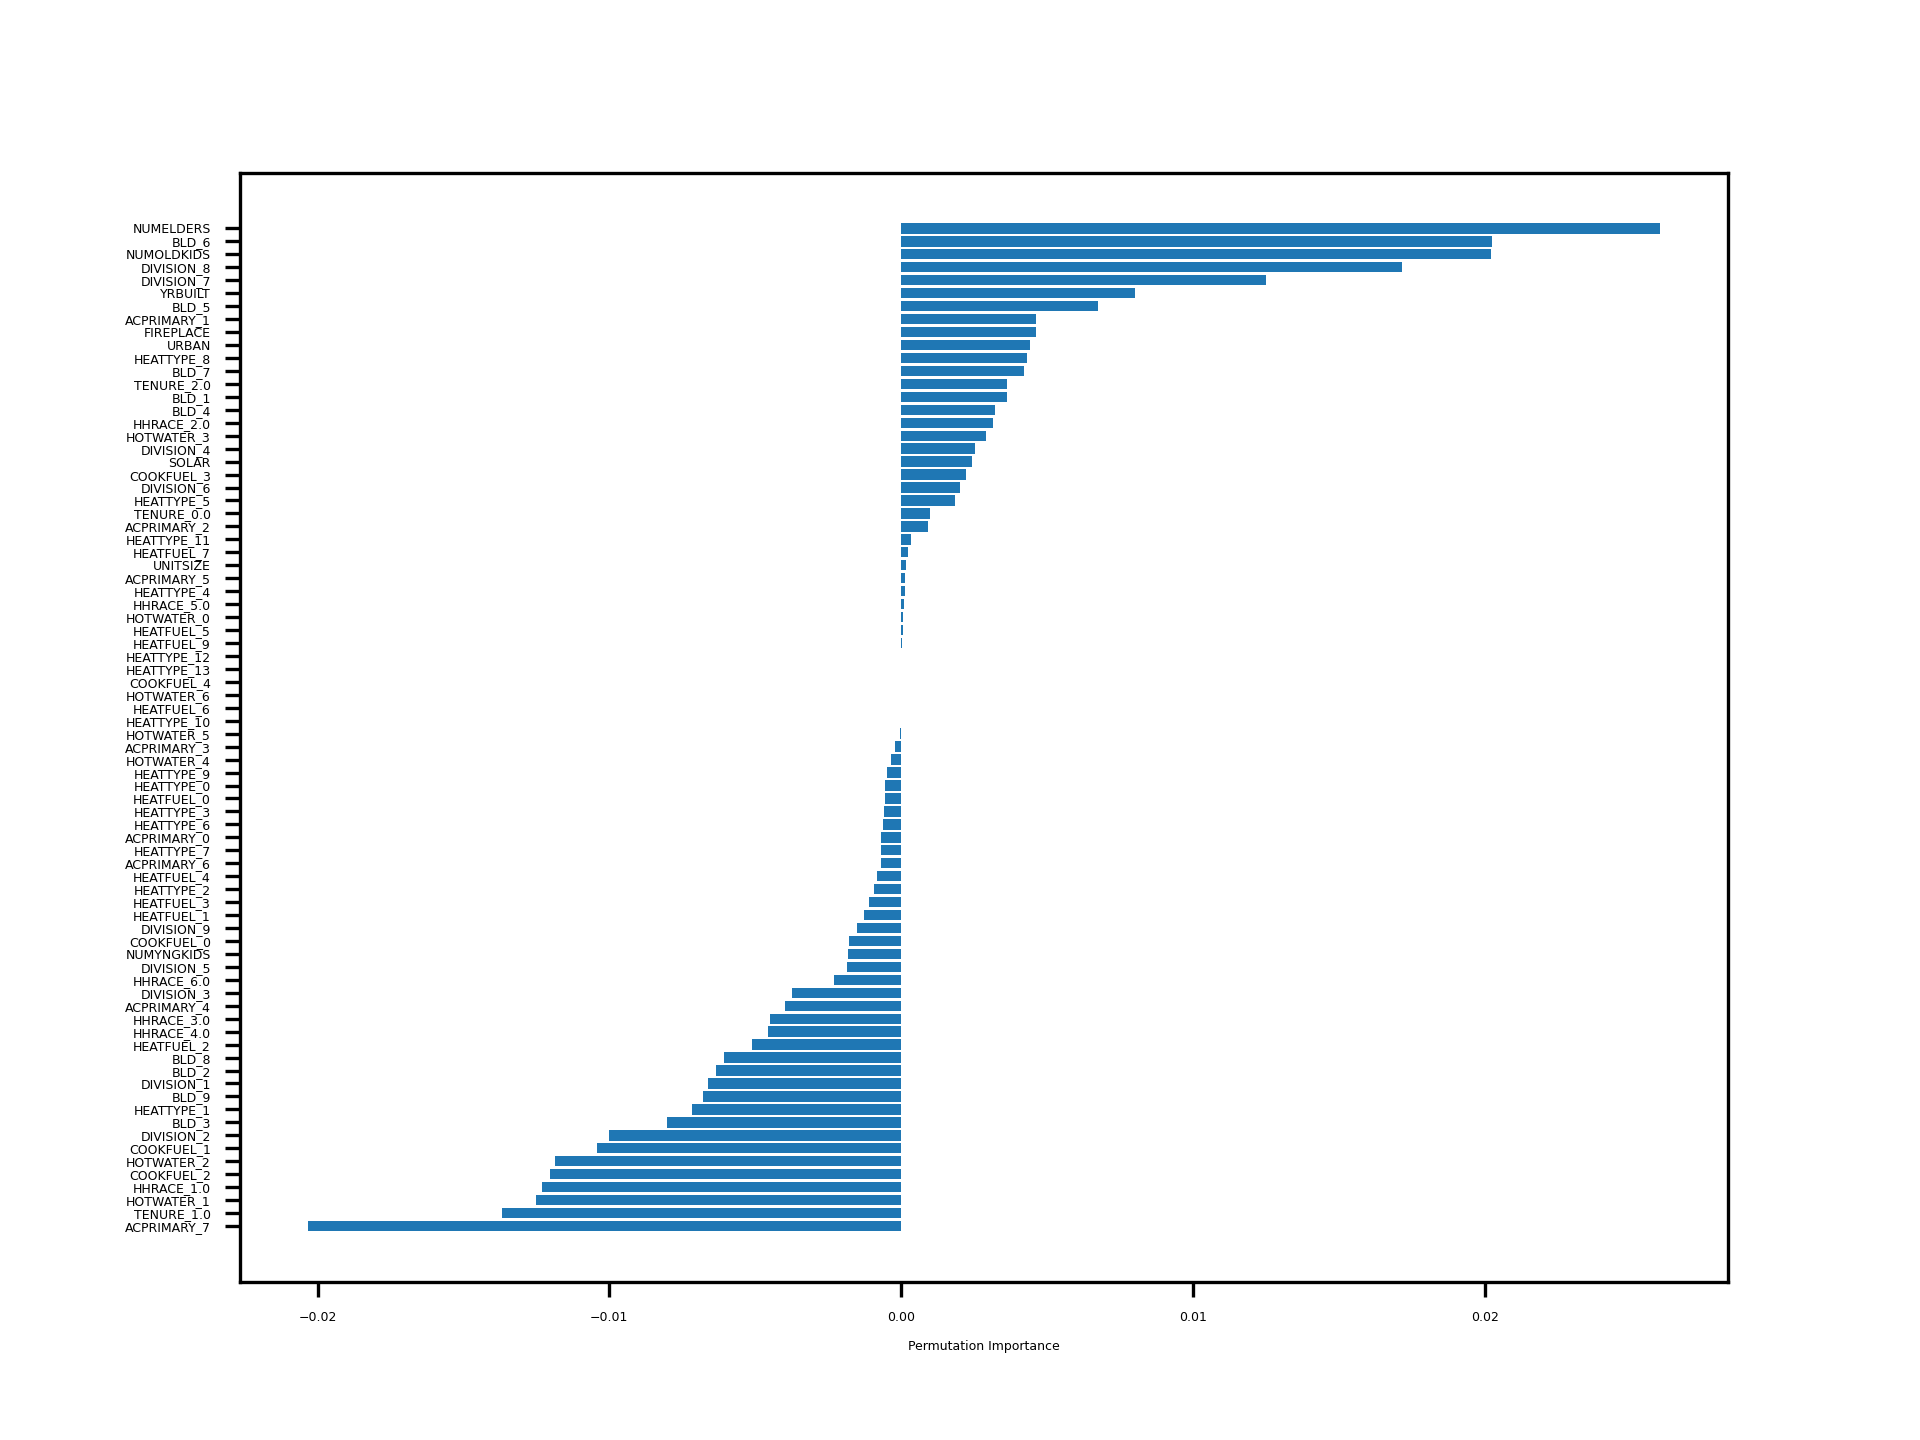 NUMELDERS
BLD_6
NUMOLDKIDS
DIVISION_8
DIVISION_7
YRBUILT
BLD_5
ACPRIMARY_1
FIREPLACE
URBAN
HEATTYPE_8
BLD_7
TENURE_2.0
BLD_1
BLD_4
HHRACE_2.0
HOTWATER_3
DIVISION_4
SOLAR
COOKFUEL_3
DIVISION_6
HEATTYPE_5
TENURE_0.0
ACPRIMARY_2
HEATTYPE_11
HEATFUEL_7
UNITSIZE
ACPRIMARY_5
HEATTYPE_4
HHRACE_5.0
HOTWATER_0
HEATFUEL_5
HEATFUEL_9
HEATTYPE_12
HEATTYPE_13
COOKFUEL_4
HOTWATER_6
HEATFUEL_6
HEATTYPE_10
HOTWATER_5
ACPRIMARY_3
HOTWATER_4
HEATTYPE_9
HEATTYPE_0
HEATFUEL_0
HEATTYPE_3
HEATTYPE_6
ACPRIMARY_0
HEATTYPE_7
ACPRIMARY_6
HEATFUEL_4
HEATTYPE_2
HEATFUEL_3
HEATFUEL_1
DIVISION_9
COOKFUEL_0
NUMYNGKIDS
DIVISION_5
HHRACE_6.0
DIVISION_3
ACPRIMARY_4
HHRACE_3.0
HHRACE_4.0
HEATFUEL_2
BLD_8
BLD_2
DIVISION_1
BLD_9
HEATTYPE_1
BLD_3
DIVISION_2
COOKFUEL_1
HOTWATER_2
COOKFUEL_2
HHRACE_1.0
HOTWATER_1
TENURE_1.0
ACPRIMARY_7
−0.02 −0.01 0.00 0.01 0.02
Permutation Importance